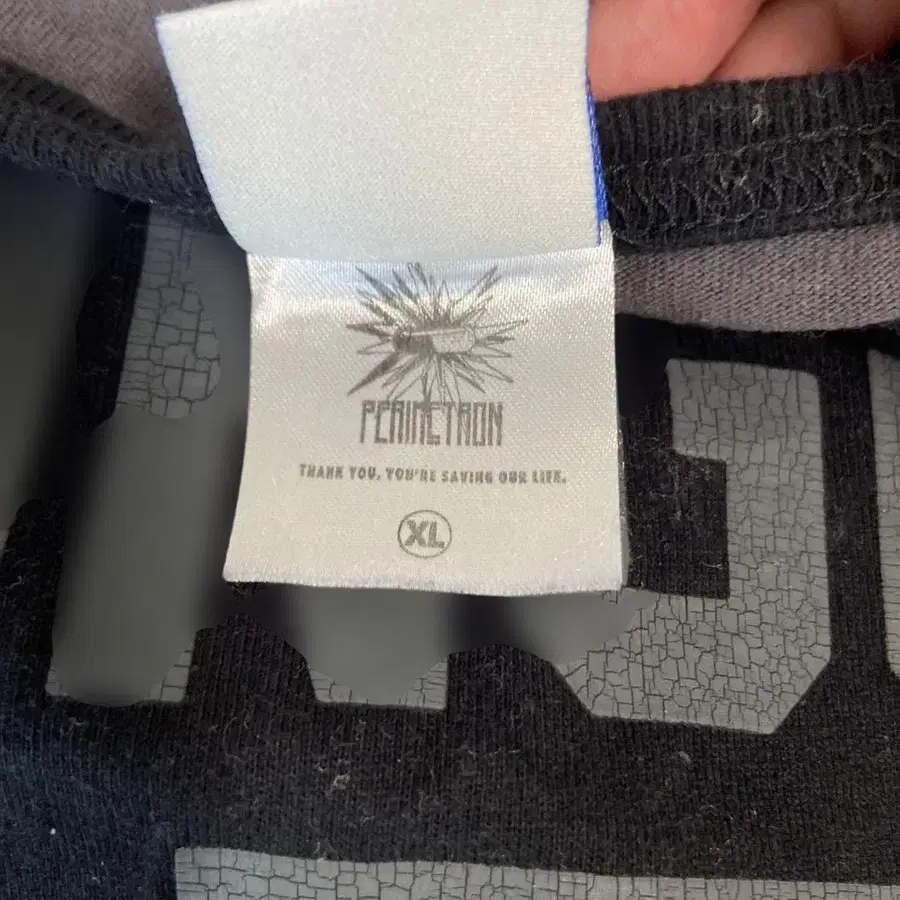 PERIMETRON
THANK YOU, YOU'RE SAVING OUR LIFE.
XL